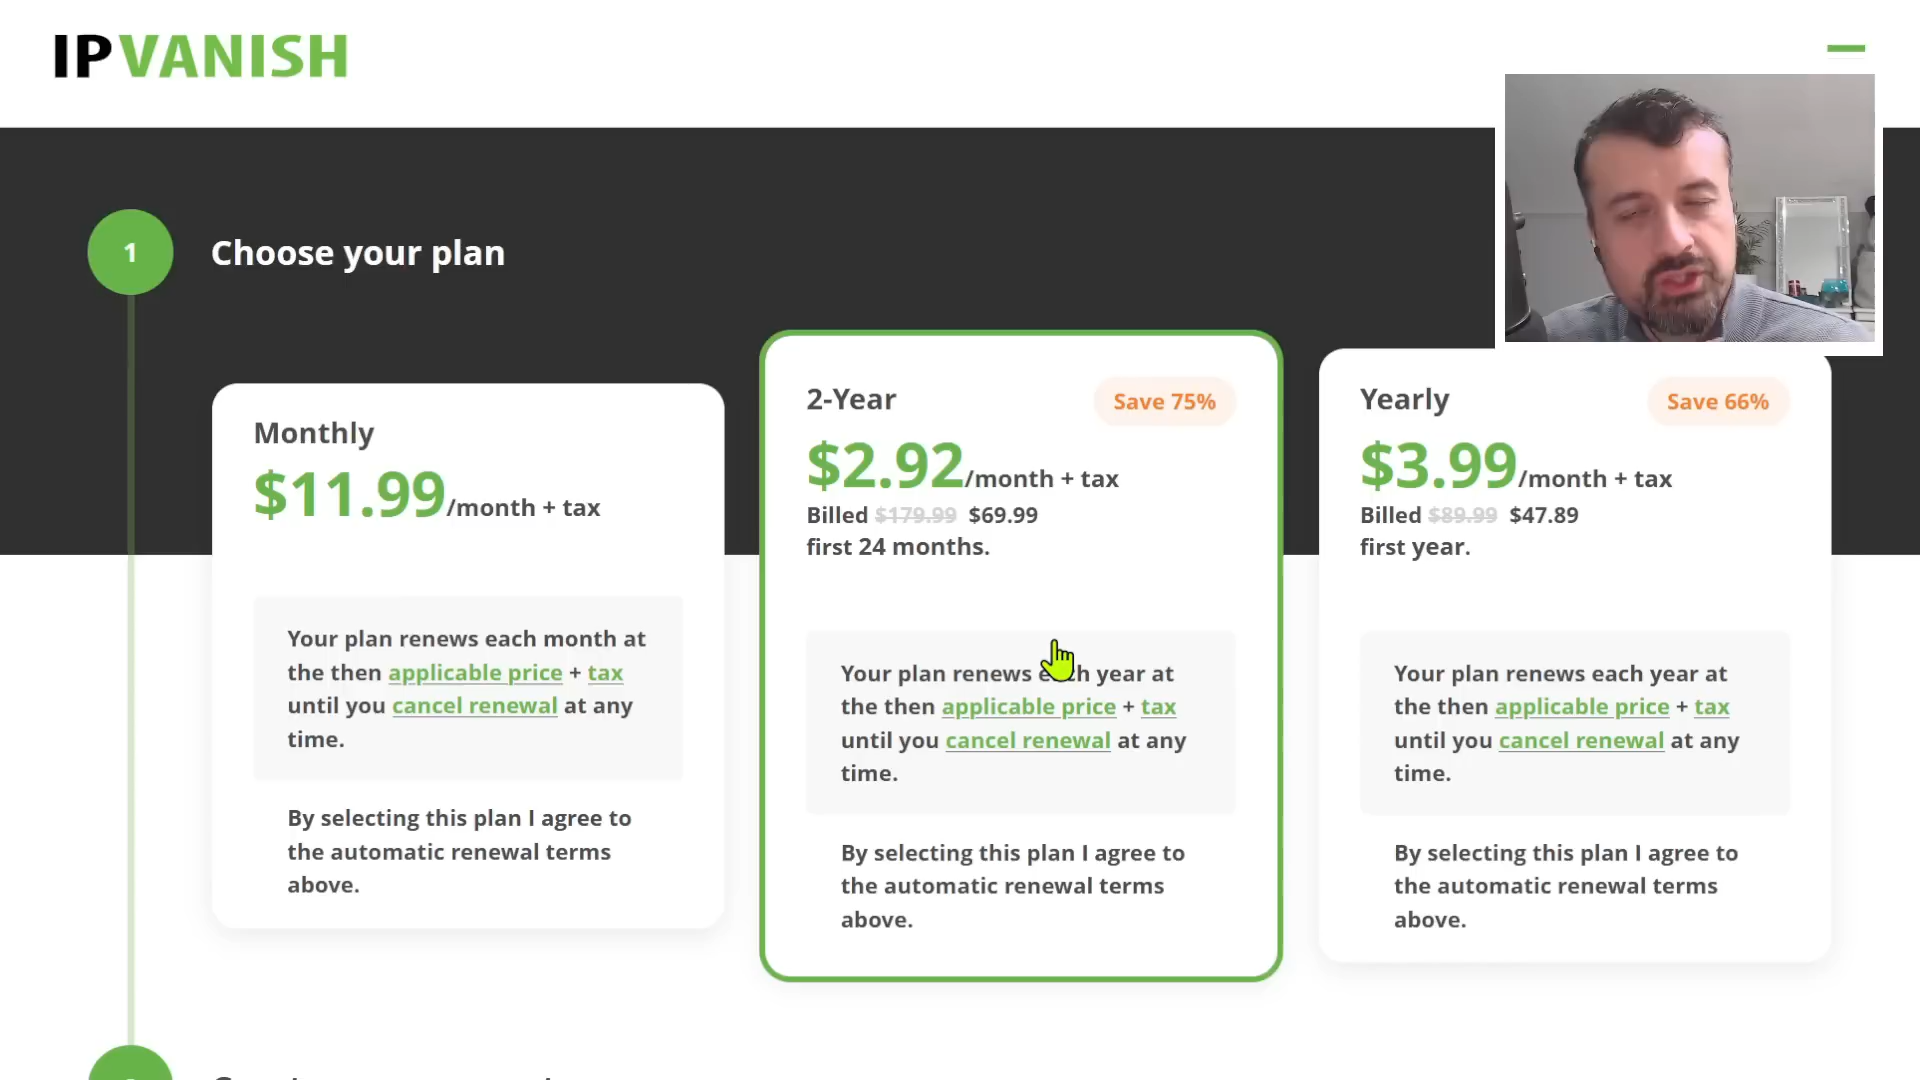 IPVANISH
1
Choose your plan
Monthly
$11.99/month + tax
Your plan renews each month at
the then applicable price + tax
until you cancel renewal at any
time.
By selecting this plan I agree to
the automatic renewal terms
above.
2-Year
Save 75%
$2.92/month + tax
Billed $179.99 $69.99
first 24 months.
Your plan renews each year at
the then applicable price + tax
until you cancel renewal at any
time.
By selecting this plan I agree to
the automatic renewal terms
above.
Yearly
Save 66%
$3.99/month + tax
Billed $89.99 $47.89
first year.
Your plan renews each year at
the then applicable price + tax
until you cancel renewal at any
time.
By selecting this plan I agree to
the automatic renewal terms
above.